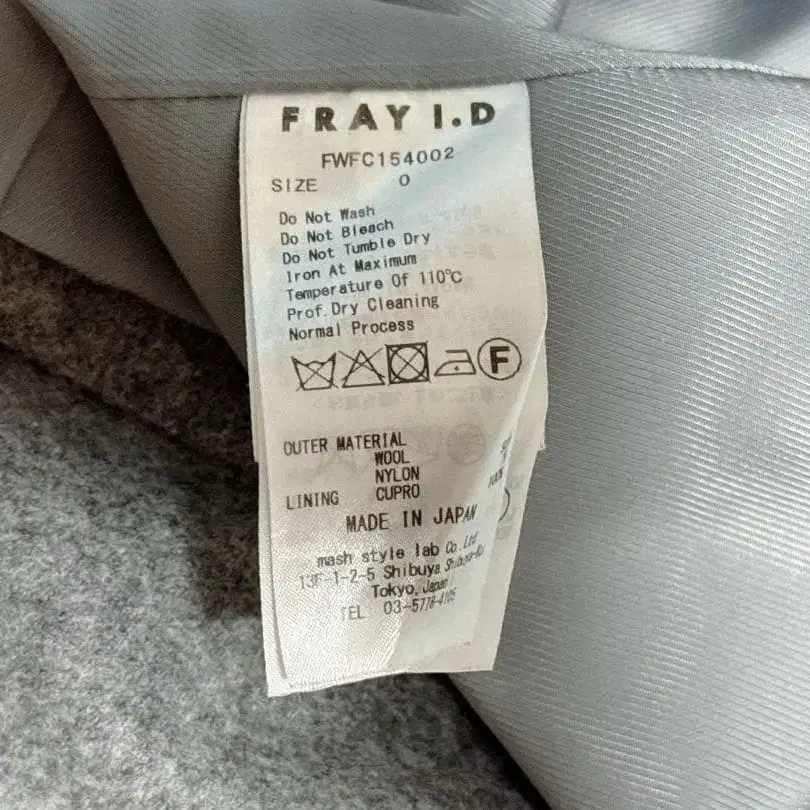 FRAY I.D
FWFC154002
SIZE 0
Do Not Wash
Do Not Bleach
Do Not Tumble Dry
Iron At Maximum
Temperature Of 110℃
Prof.Dry Cleaning
Normal Process
F
OUTER MATERIAL
WOOL
NYLON
LINING CUPRO
MADE IN JAPAN
mash style lab Co.Ltd
13F-1-2-5 Shibuya Shibuya-Ku
Tokyo,Japan
TEL 03-5778-4105